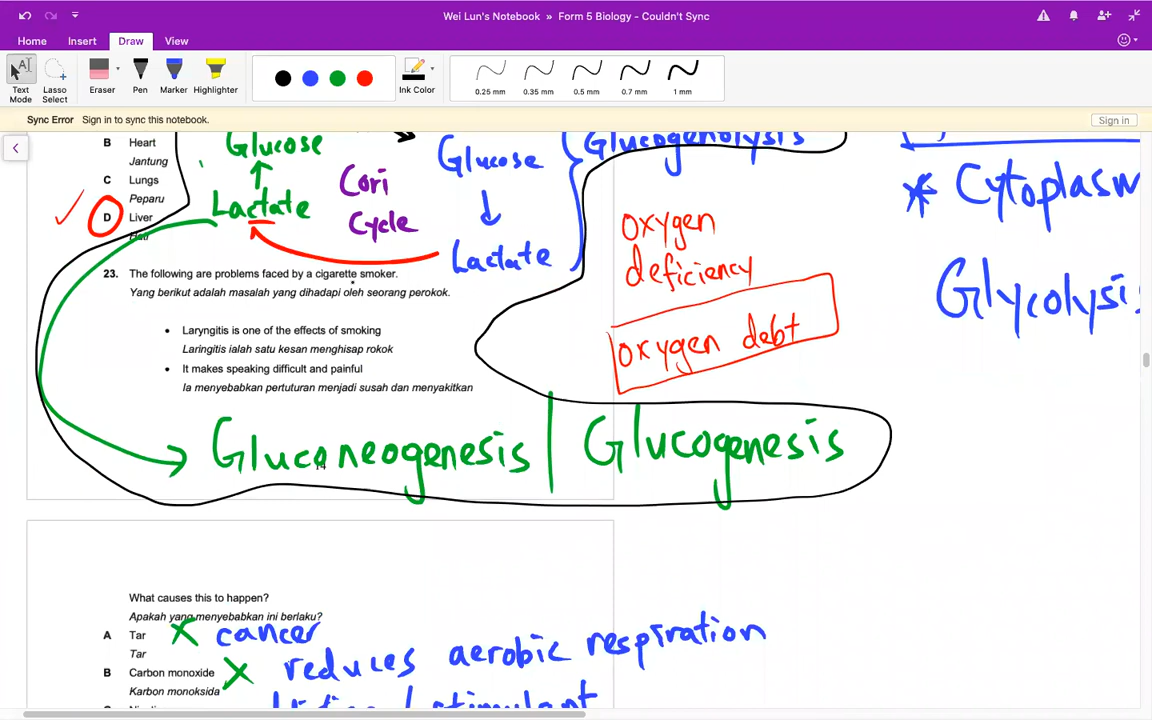 Wei Lun's Notebook » Form 5 Biology - Couldn't Sync
Home Insert Draw View
Text Mode
Lasso Select
Eraser
Pen
Marker
Highlighter
Ink Color
0.25 mm 0.35 mm 0.5 mm 0.7 mm 1 mm
Sync Error Sign in to sync this notebook.
Sign in
B Heart
Jantung
C Lungs
Peparu
D Liver
Hati
Glucose
Lactate
Cori
Cycle
Glucose
Lactate
Glucogenolysis
* Cytoplasm
Glycolysis
oxygen
deficiency
oxygen debt
23. The following are problems faced by a cigarette smoker.
Yang berikut adalah masalah yang dihadapi oleh seorang perokok.
• Laryngitis is one of the effects of smoking
Laringitis ialah satu kesan menghisap rokok
• It makes speaking difficult and painful
Ia menyebabkan pertuturan menjadi susah dan menyakitkan
Gluconeogenesis | Glucogenesis
14
What causes this to happen?
Apakah yang menyebabkan ini berlaku?
A Tar cancer
Tar
B Carbon monoxide reduces aerobic respiration
Karbon monoksida
stimulant